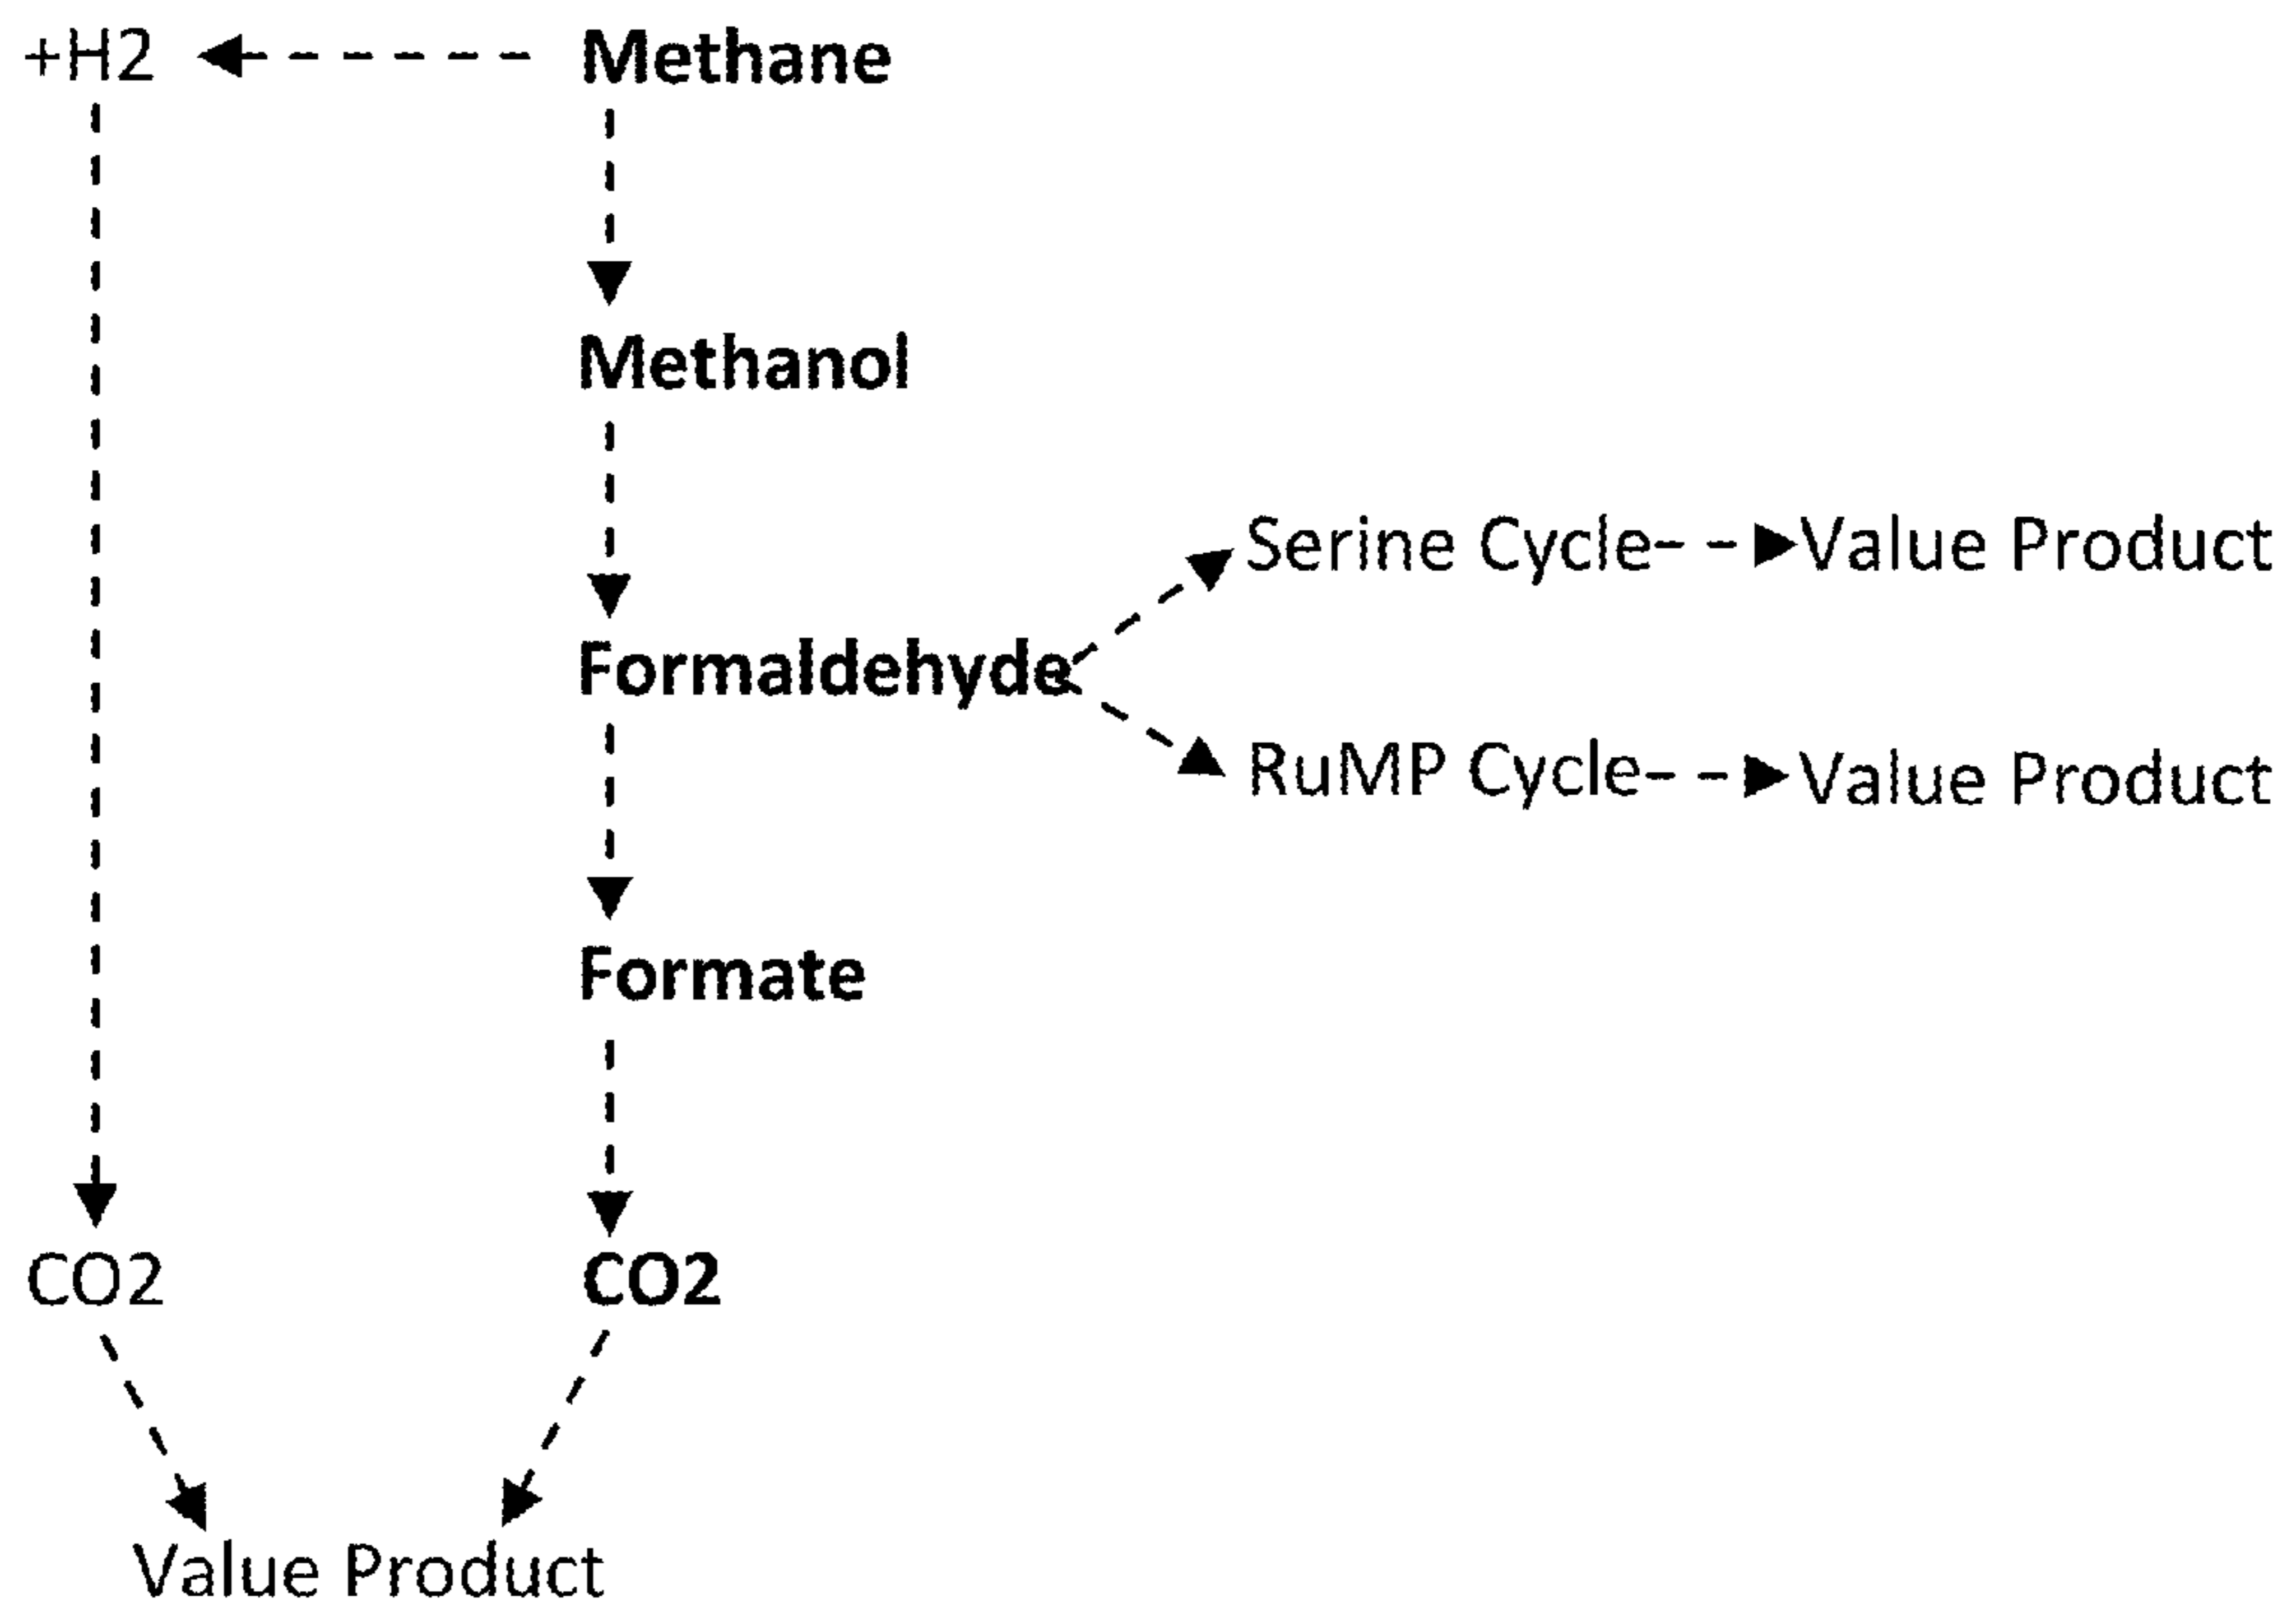 +H2 Methane
Methanol
Serine Cycle Value Product
Formaldehyde
RuMP Cycle Value Product
Formate
CO2 CO2
Value Product